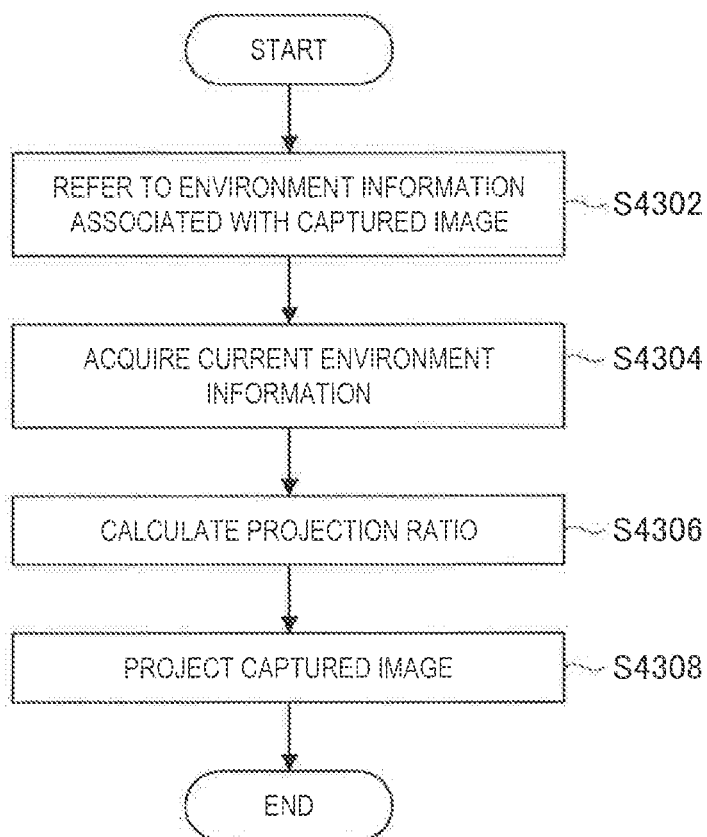 START
REFER TO ENVIRONMENT INFORMATION
ASSOCIATED WITH CAPTURED IMAGE
S4302
ACQUIRE CURRENT ENVIRONMENT
INFORMATION
S4304
CALCULATE PROJECTION RATIO
S4306
PROJECT CAPTURED IMAGE
S4308
END